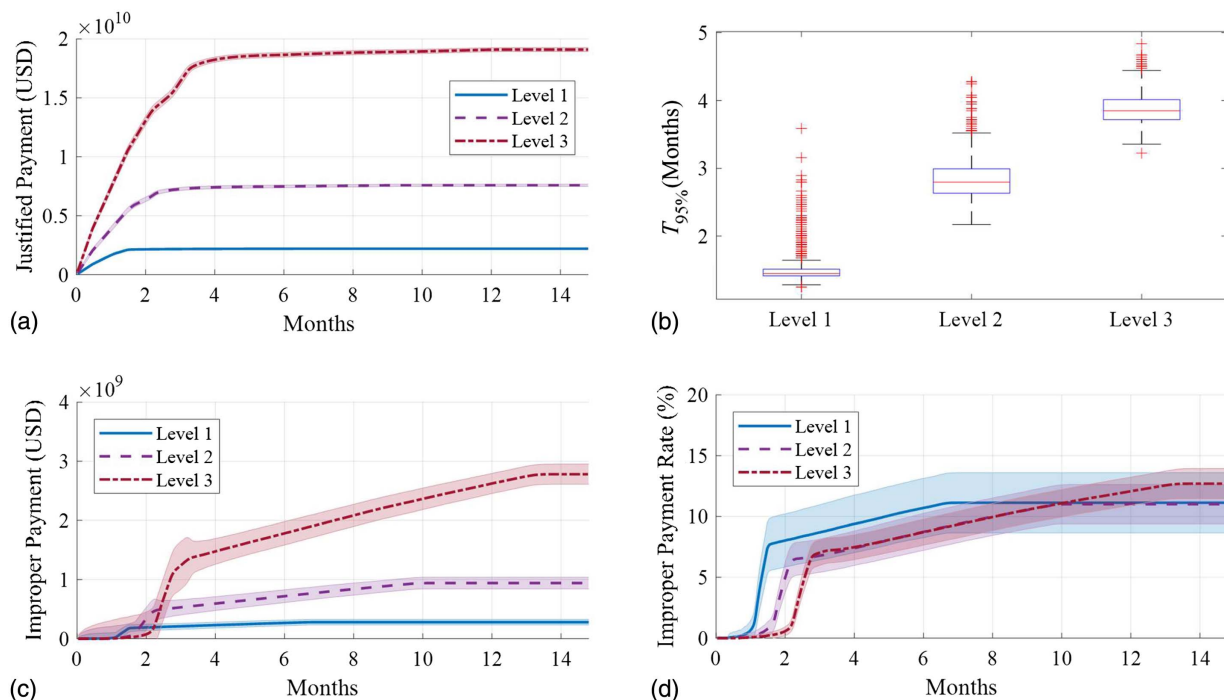 ×10¹⁰
2
1.5
1
0.5
0
Justified Payment (USD)
Level 1
Level 2
Level 3
0 2 4 6 8 10 12 14
Months
(a)
5
4
3
2
T95%(Months)
Level 1 Level 2 Level 3
(b)
×10⁹
4
3
2
1
0
Improper Payment (USD)
Level 1
Level 2
Level 3
0 2 4 6 8 10 12 14
Months
(c)
20
15
10
5
0
Improper Payment Rate (%)
Level 1
Level 2
Level 3
0 2 4 6 8 10 12 14
Months
(d)